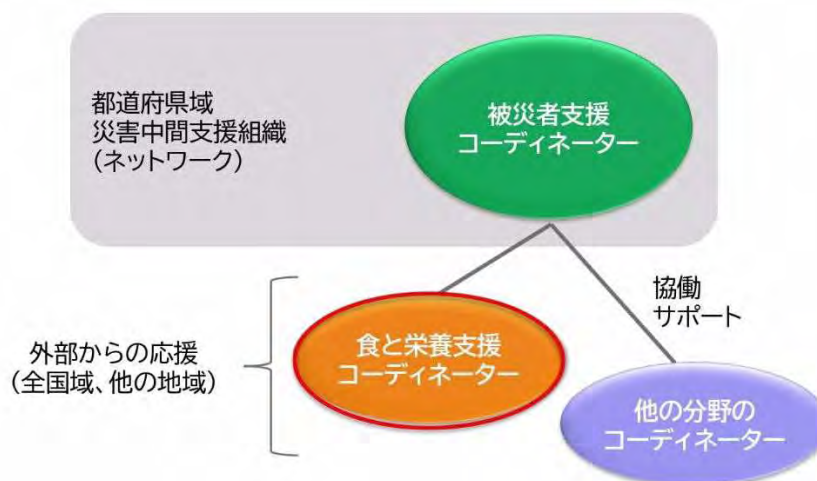 都道府県域
災害中間支援組織
(ネットワーク)
被災者支援
コーディネーター
協働
サポート
外部からの応援
(全国域、他の地域)
食と栄養支援
コーディネーター
他の分野の
コーディネーター